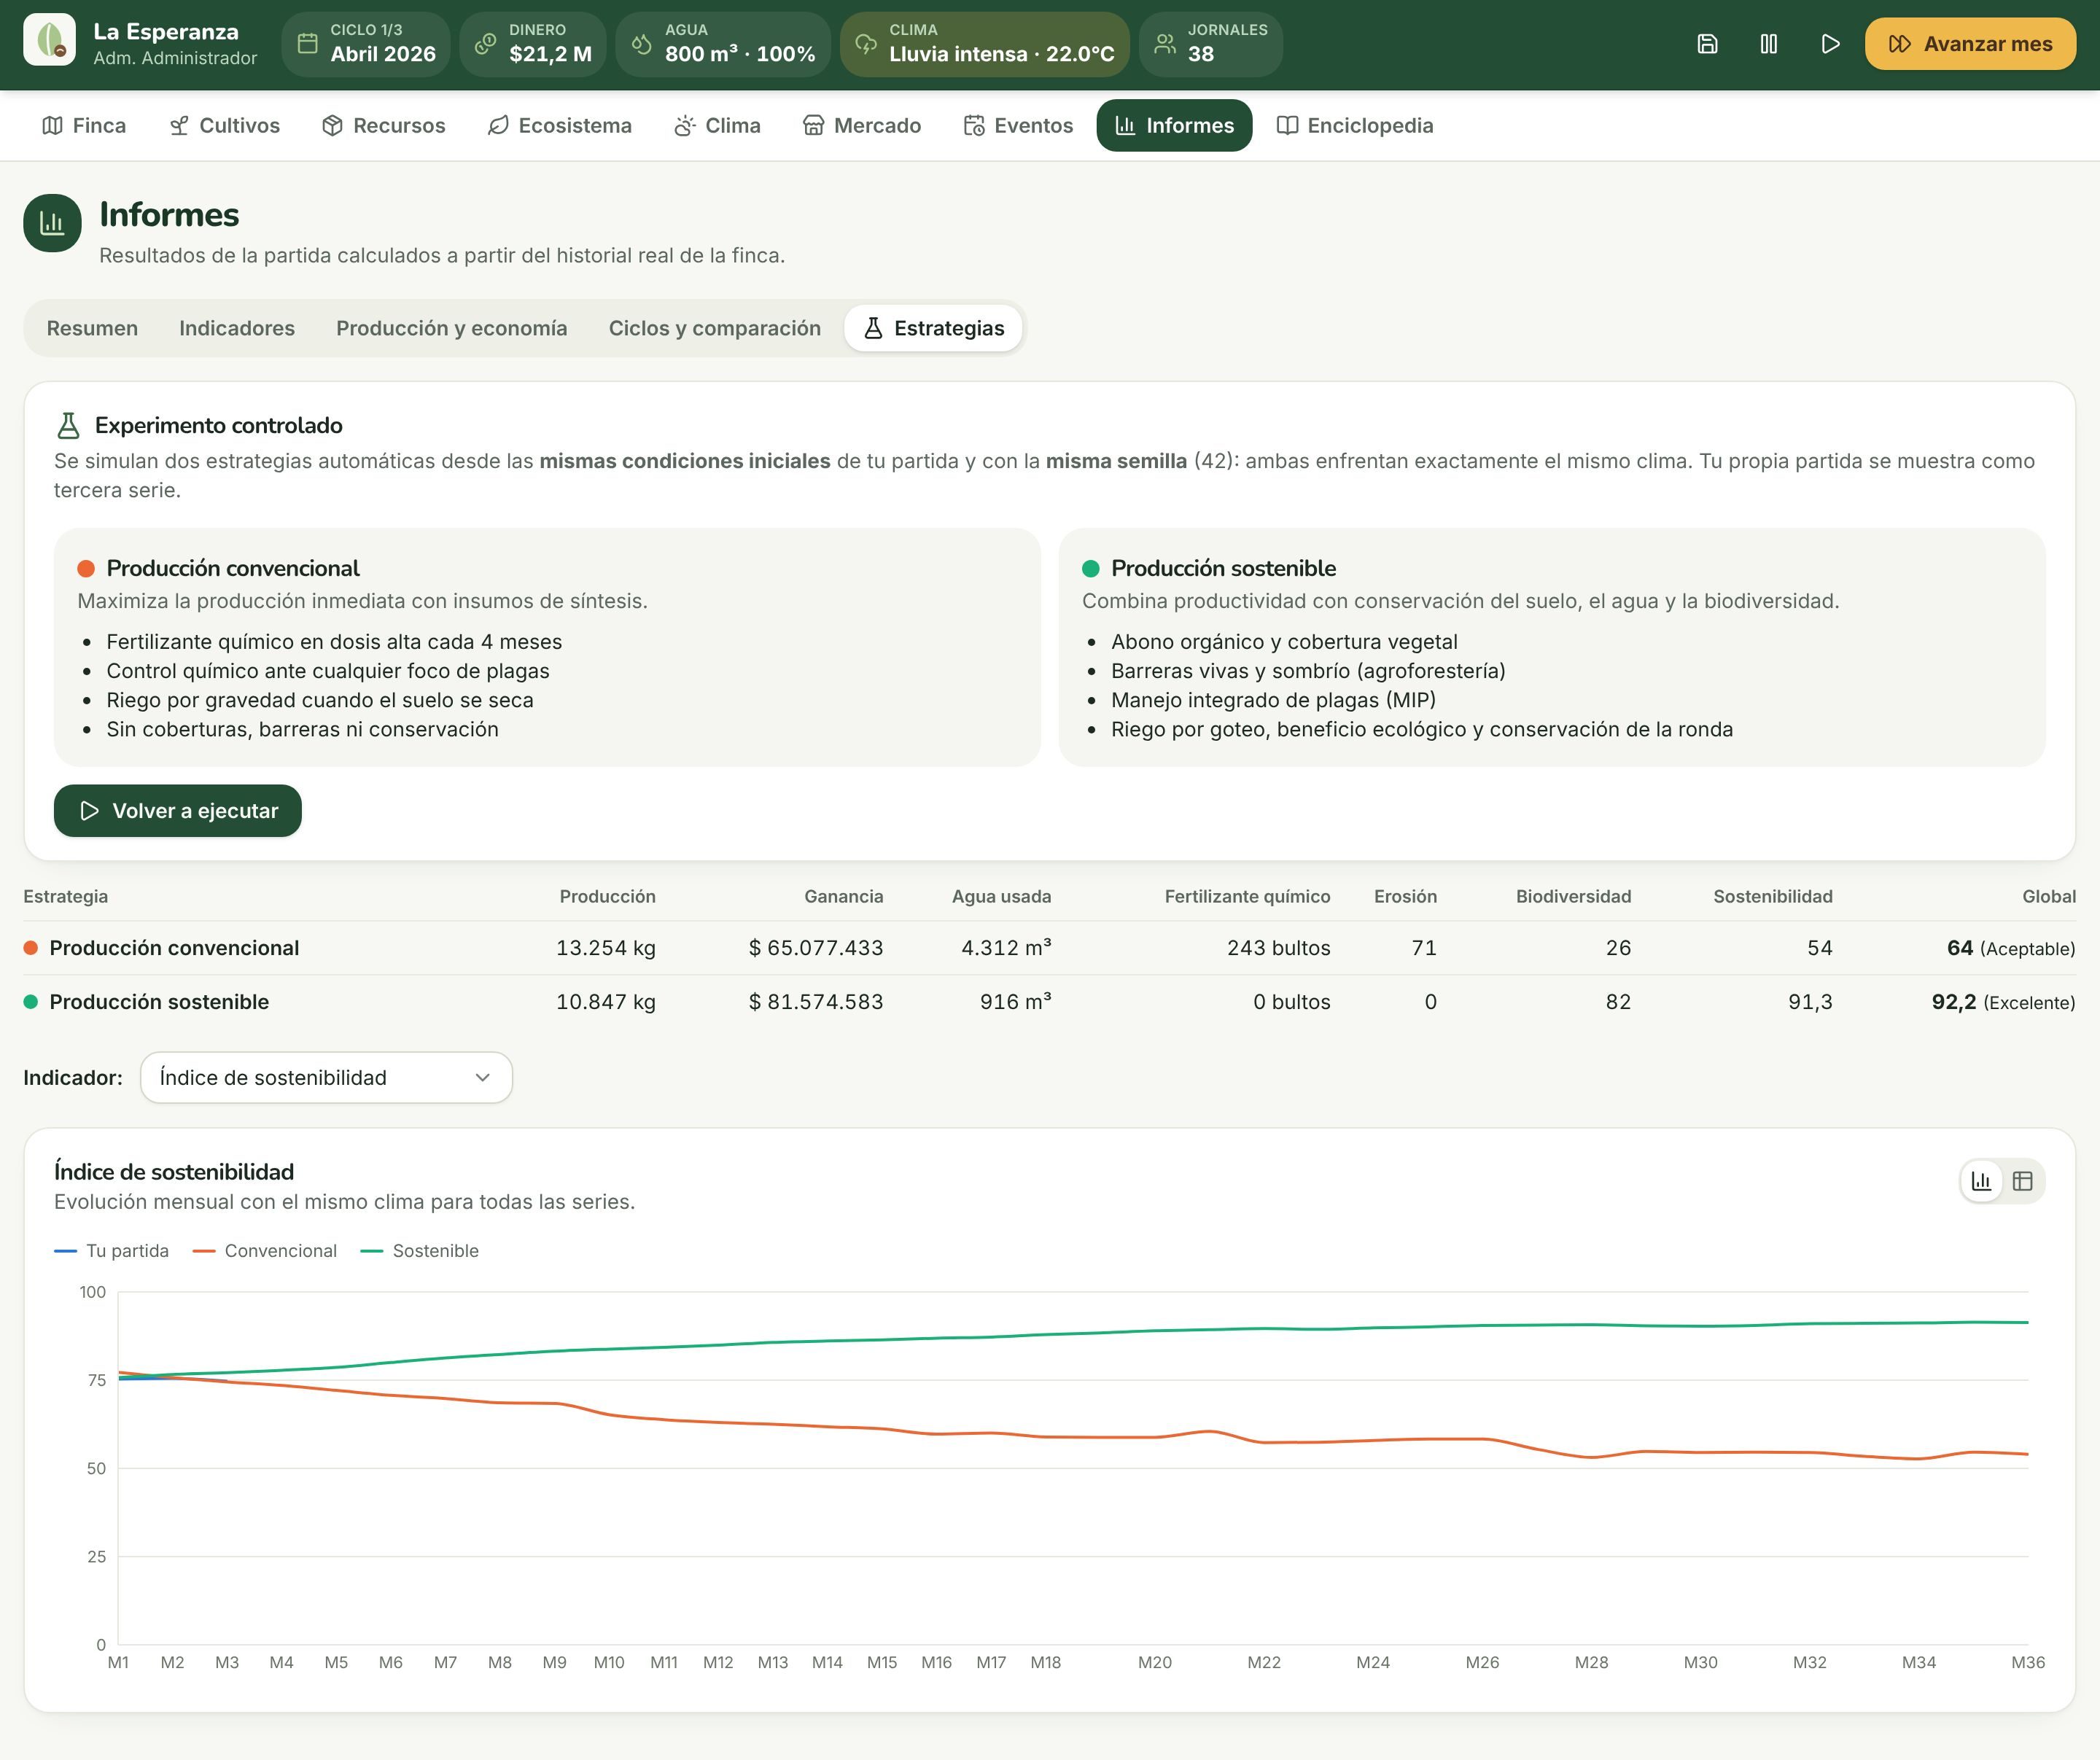 La Esperanza
Adm. Administrador
CICLO 1/3
Abril 2026
DINERO
$21,2 M
AGUA
800 m³ · 100%
CLIMA
Lluvia intensa · 22.0°C
JORNALES
38
Avanzar mes
Finca
Cultivos
Recursos
Ecosistema
Clima
Mercado
Eventos
Informes
Enciclopedia
Informes
Resultados de la partida calculados a partir del historial real de la finca.
Resumen
Indicadores
Producción y economía
Ciclos y comparación
Estrategias
Experimento controlado
Se simulan dos estrategias automáticas desde las mismas condiciones iniciales de tu partida y con la misma semilla (42): ambas enfrentan exactamente el mismo clima. Tu propia partida se muestra como
tercera serie.
Producción convencional
Maximiza la producción inmediata con insumos de síntesis.
• Fertilizante químico en dosis alta cada 4 meses
• Control químico ante cualquier foco de plagas
• Riego por gravedad cuando el suelo se seca
• Sin coberturas, barreras ni conservación
Producción sostenible
Combina productividad con conservación del suelo, el agua y la biodiversidad.
• Abono orgánico y cobertura vegetal
• Barreras vivas y sombrío (agroforestería)
• Manejo integrado de plagas (MIP)
• Riego por goteo, beneficio ecológico y conservación de la ronda
Volver a ejecutar
Estrategia Producción Ganancia Agua usada Fertilizante químico Erosión Biodiversidad Sostenibilidad Global
Producción convencional 13.254 kg $ 65.077.433 4.312 m³ 243 bultos 71 26 54 64 (Aceptable)
Producción sostenible 10.847 kg $ 81.574.583 916 m³ 0 bultos 0 82 91,3 92,2 (Excelente)
Indicador: Índice de sostenibilidad
Índice de sostenibilidad
Evolución mensual con el mismo clima para todas las series.
Tu partida Convencional Sostenible
100
75
50
25
0
M1 M2 M3 M4 M5 M6 M7 M8 M9 M10 M11 M12 M13 M14 M15 M16 M17 M18 M20 M22 M24 M26 M28 M30 M32 M34 M36